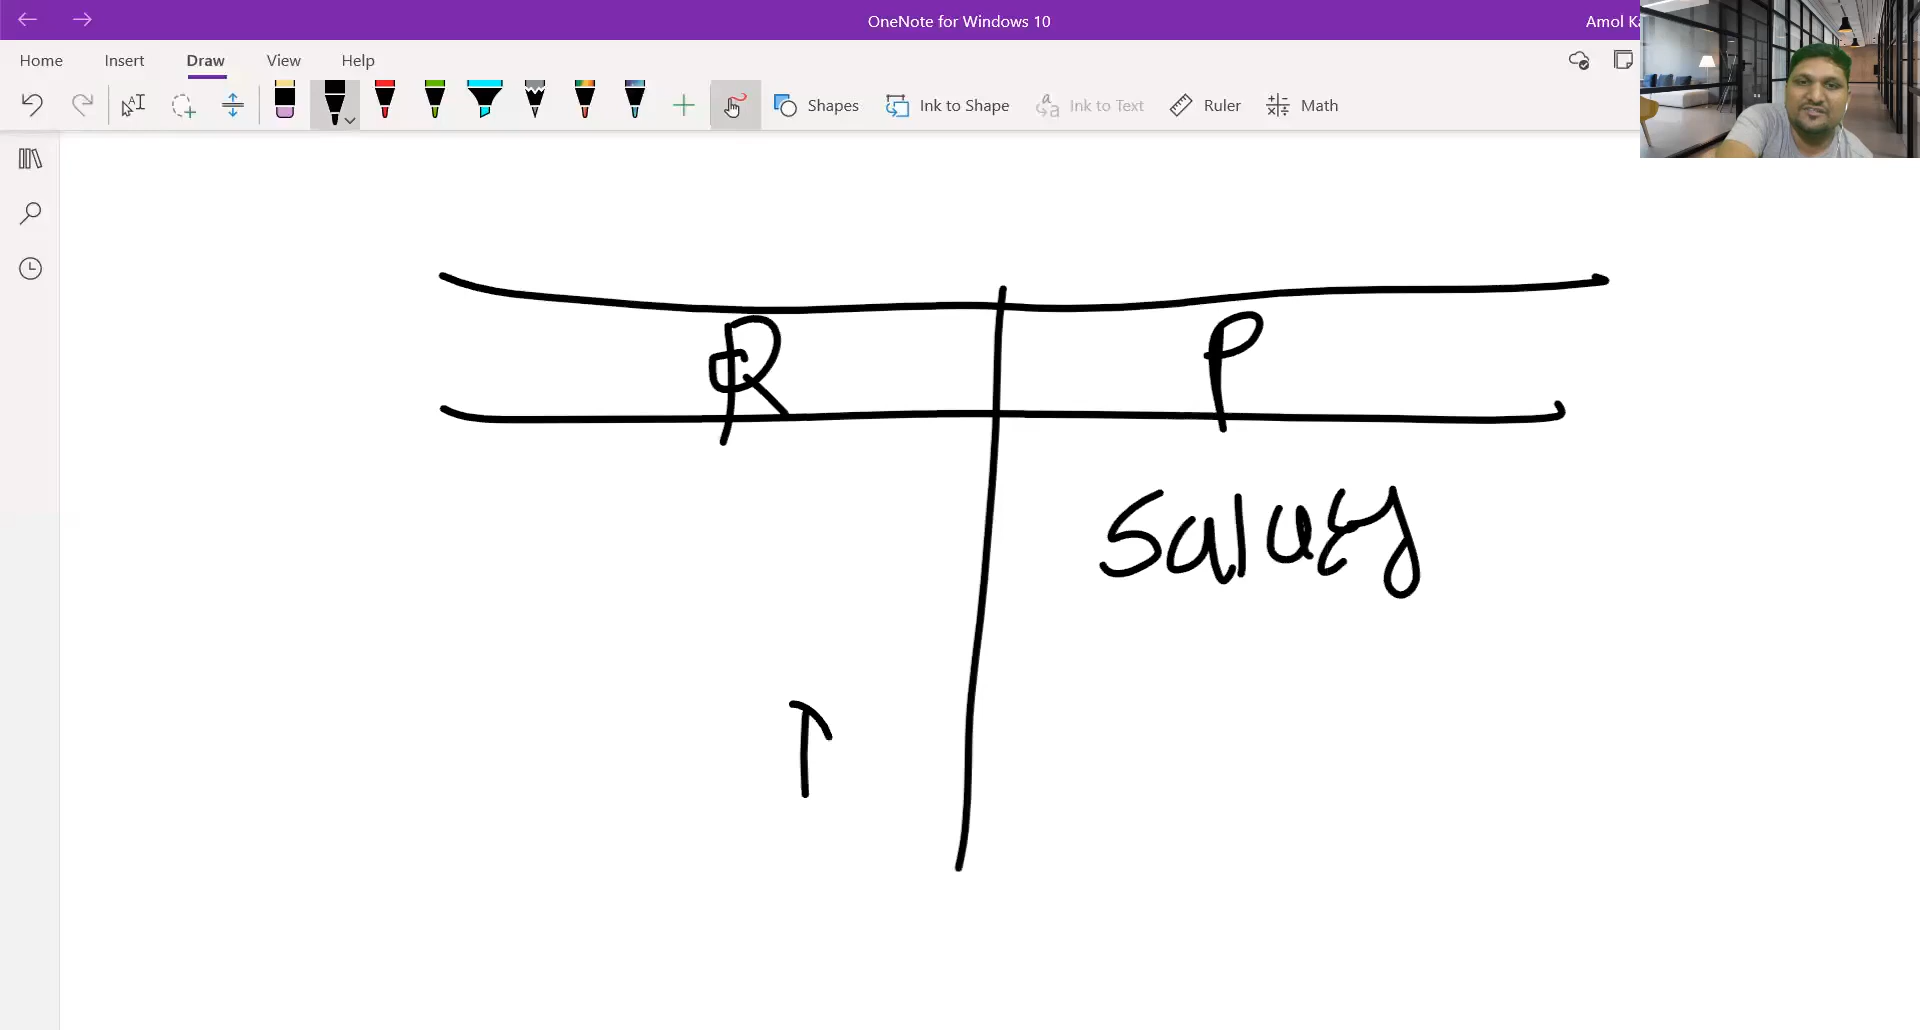 OneNote for Windows 10
Amol Ka
Home Insert Draw View Help
Shapes Ink to Shape Ink to Text Ruler Math
R P
Salary